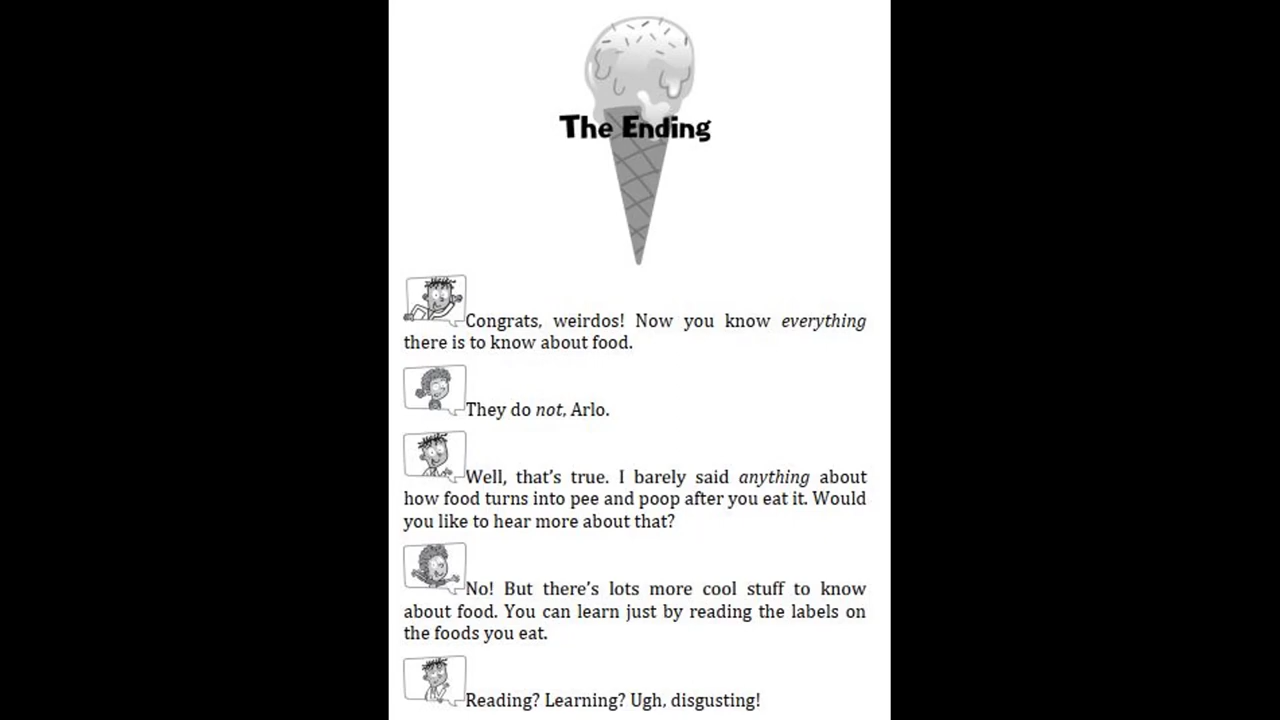 The Ending
Congrats, weirdos! Now you know everything
there is to know about food.
They do not, Arlo.
Well, that’s true. I barely said anything about
how food turns into pee and poop after you eat it. Would
you like to hear more about that?
No! But there’s lots more cool stuff to know
about food. You can learn just by reading the labels on
the foods you eat.
Reading? Learning? Ugh, disgusting!